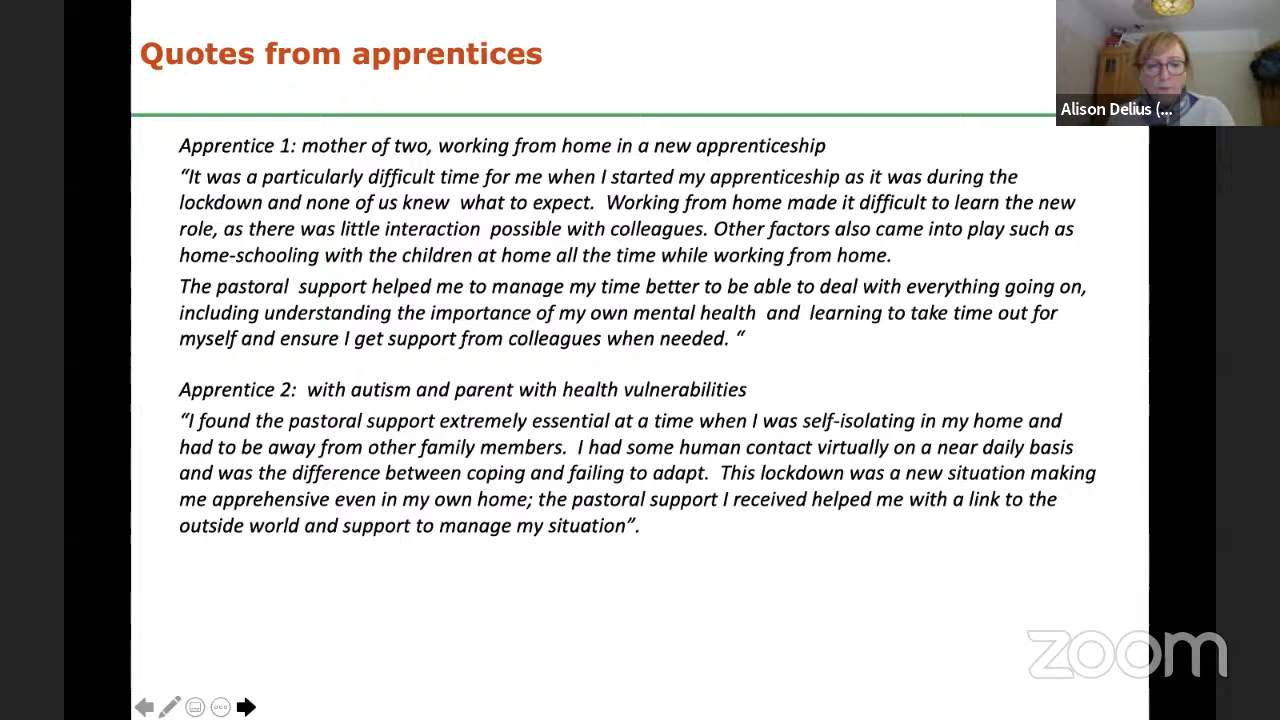 Quotes from apprentices
Alison Delius (...
Apprentice 1: mother of two, working from home in a new apprenticeship
“It was a particularly difficult time for me when I started my apprenticeship as it was during the
lockdown and none of us knew what to expect. Working from home made it difficult to learn the new
role, as there was little interaction possible with colleagues. Other factors also came into play such as
home-schooling with the children at home all the time while working from home.
The pastoral support helped me to manage my time better to be able to deal with everything going on,
including understanding the importance of my own mental health and learning to take time out for
myself and ensure I get support from colleagues when needed. “
Apprentice 2: with autism and parent with health vulnerabilities
“I found the pastoral support extremely essential at a time when I was self-isolating in my home and
had to be away from other family members. I had some human contact virtually on a near daily basis
and was the difference between coping and failing to adapt. This lockdown was a new situation making
me apprehensive even in my own home; the pastoral support I received helped me with a link to the
outside world and support to manage my situation”.
zoom